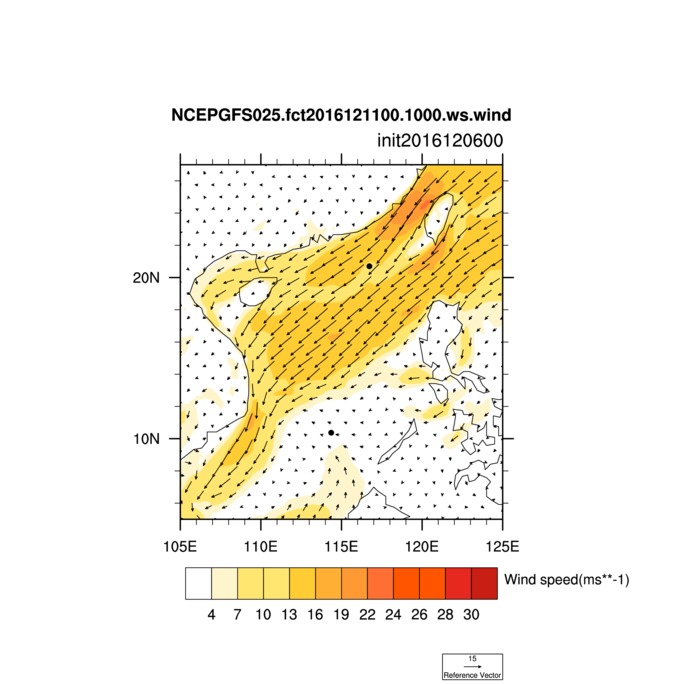 NCEPGFS025.fct2016121100.1000.ws.wind
init2016120600
20N
10N
105E 110E 115E 120E 125E
Wind speed(ms**-1)
4 7 10 13 16 19 22 24 26 28 30
15
Reference Vector